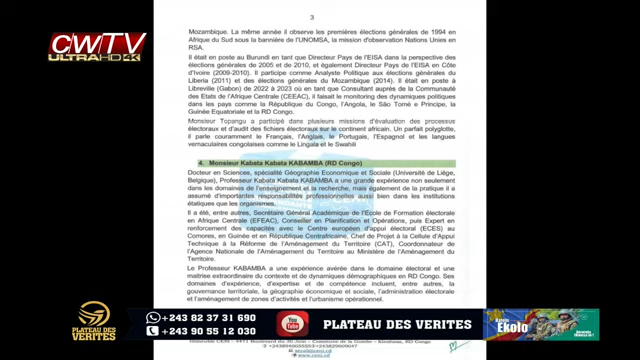 CWTV
ULTRA HD 4K
3
Mozambique. La même année il observe les premières élections générales de 1994 en
Afrique du Sud sous la bannière de l'UNOMSA, la mission d'observation Nations Unies en
RSA.
Il était en poste au Burundi en tant que Directeur Pays de l'EISA dans la perspective des
élections générales de 2005 et de 2010, et également Directeur Pays de l'EISA en Côte
d'Ivoire (2009-2010). Il participe comme Analyste Politique aux élections générales du
Liberia (2011) et des élections générales du Mozambique (2014). Il était en poste à
Libreville (Gabon) de 2022 à 2023 où en tant que Consultant auprès de la Communauté
des Etats de l'Afrique Centrale (CEEAC), il faisait le monitoring des dynamiques politiques
dans les pays comme la République du Congo, l'Angola, le São Tomé e Principe, la
Guinée Equatoriale et la RD Congo.
Monsieur Topangu a participé dans plusieurs missions d'évaluation des processus
électoraux et d'audit des fichiers électoraux sur le continent africain. Un parfait polyglotte,
il parle couramment le Français, l'Anglais, le Portugais, l'Espagnol et les langues
vernaculaires congolaises comme le Lingala et le Swahili
4. Monsieur Kabata Kabata KABAMBA (RD Congo)
Docteur en Sciences, spécialité Géographie Economique et Sociale (Université de Liège,
Belgique), Professeur Kabata Kabata KABAMBA a une grande expérience non seulement
dans les domaines de l'enseignement et la recherche, mais également de la pratique il a
assumé d'importantes responsabilités professionnelles aussi bien dans les institutions
étatiques que les organismes.
Il a été, entre autres, Secrétaire Général Académique de l'Ecole de Formation électorale
en Afrique Centrale (EFEAC), Conseiller en Planification et Opérations, puis Expert en
renforcement des capacités avec le Centre européen d'appui électoral (ECES) au
Comores, en Guinée et en République Centrafricaine, Chef de Projet à la Cellule d'Appui
Technique à la Réforme de l'Aménagement du Territoire (CAT), Coordonnateur de
l'Agence Nationale de l'Aménagement du Territoire au Ministère de l'Aménagement du
Territoire.
Le Professeur KABAMBA a une expérience avérée dans le domaine électoral et une
maitrise extraordinaire du contexte et de dynamiques démographiques en RD Congo. Ses
domaines d'expérience, d'expertise et de compétence incluent, entre autres, la
gouvernance territoriale, la géographie économique et sociale, l'administration électorale
et l'aménagement de zones d'activités et l'urbanisme opérationnel.
PLATEAU DES
VERITES
+243 82 37 31 690
+243 90 55 12 030
You Tube
PLATEAU DES VERITES
Ekolo